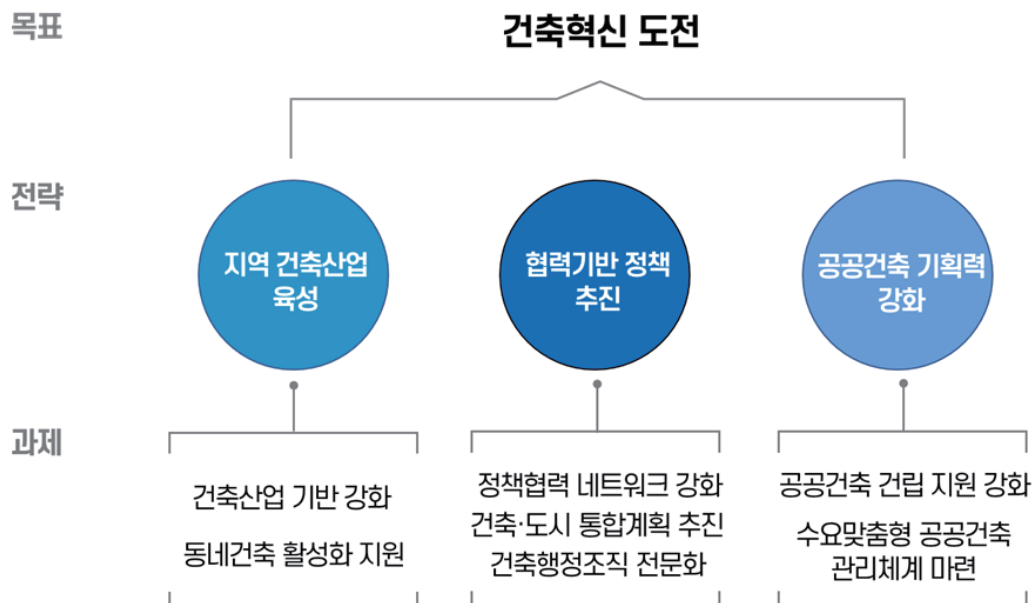 목표
건축혁신 도전
전략
지역 건축산업
육성
협력기반 정책
추진
공공건축 기획력
강화
과제
건축산업 기반 강화
동네건축 활성화 지원
정책협력 네트워크 강화
건축·도시 통합계획 추진
건축행정조직 전문화
공공건축 건립 지원 강화
수요맞춤형 공공건축
관리체계 마련